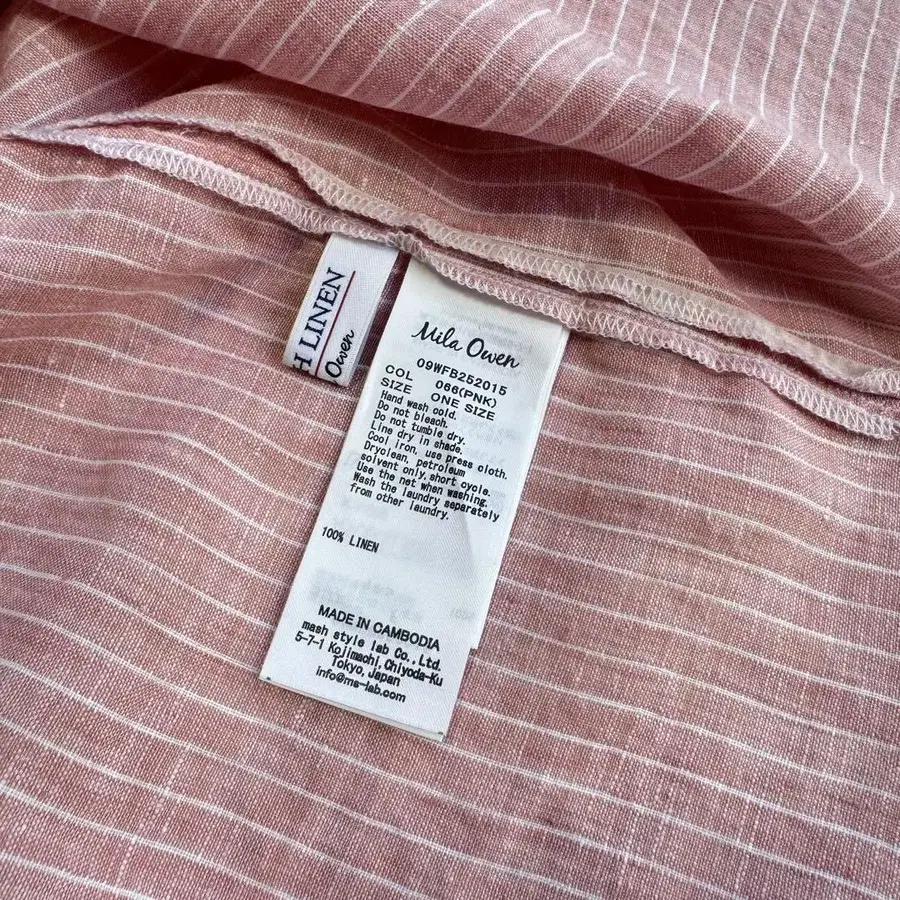 H LINEN
Owen
Mila Owen
09WFB252015
COL 066(PNK)
SIZE ONE SIZE
Hand wash cold.
Do not bleach.
Do not tumble dry.
Line dry in shade.
Cool iron, use press cloth.
Dryclean, petroleum
solvent only, short cycle.
Use the net when washing.
Wash the laundry separately
from other laundry.
100% LINEN
MADE IN CAMBODIA
mash style lab Co., Ltd.
5-7-1 Kojimachi, Chiyoda-Ku
Tokyo, Japan
info@ms-lab.com